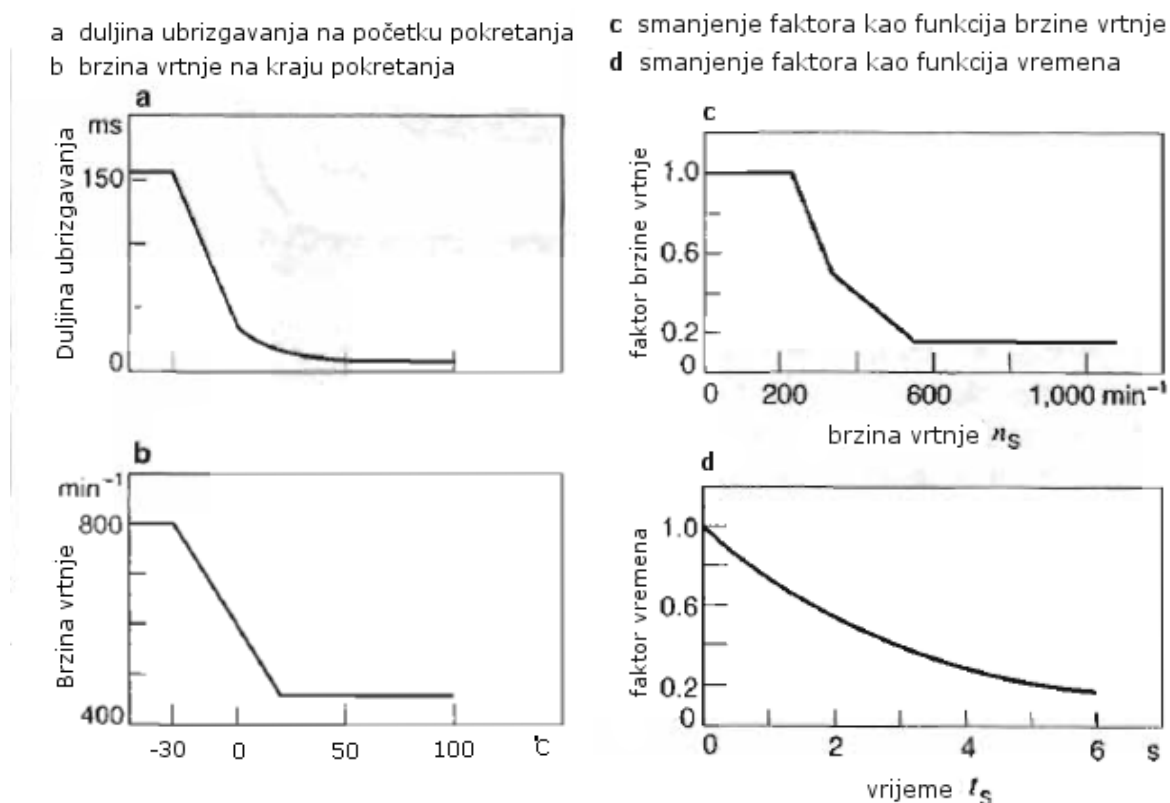 a duljina ubrizgavanja na početku pokretanja
b brzina vrtnje na kraju pokretanja
c smanjenje faktora kao funkcija brzine vrtnje
d smanjenje faktora kao funkcija vremena
a
ms
150
0
Duljina ubrizgavanja
b
min⁻¹
800
400
Brzina vrtnje
-30 0 50 100 °C
c
1.0
0.6
0.2
0
faktor brzine vrtnje
0 200 600 1,000 min⁻¹
brzina vrtnje nS
d
1.0
0.6
0.2
0
faktor vremena
0 2 4 6 s
vrijeme tS